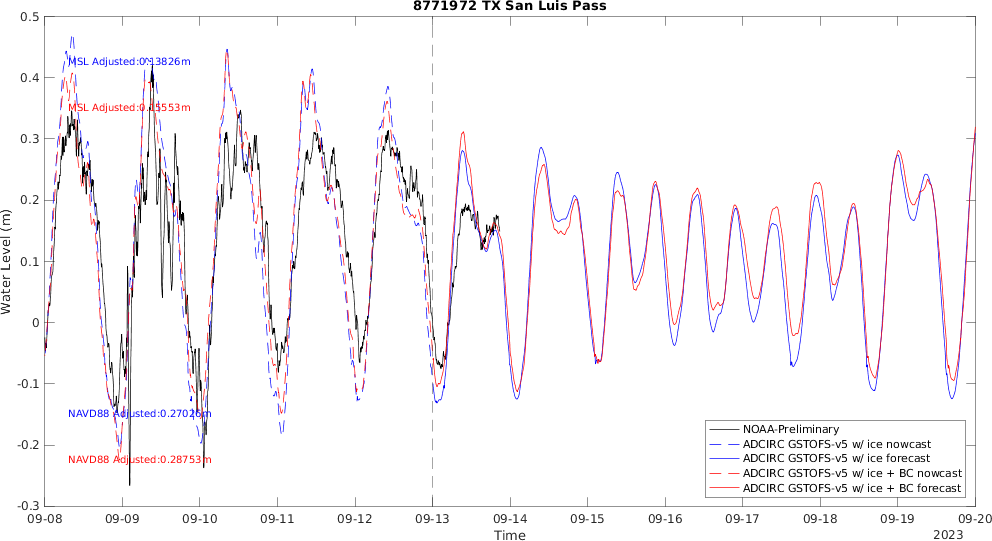 8771972 TX San Luis Pass
0.5
0.4
0.3
0.2
0.1
0
-0.1
-0.2
-0.3
Water Level (m)
MSL Adjusted:0.13826m
MSL Adjusted:0.15553m
NAVD88 Adjusted:0.27026m
NAVD88 Adjusted:0.28753m
NOAA-Preliminary
ADCIRC GSTOFS-v5 w/ ice nowcast
ADCIRC GSTOFS-v5 w/ ice forecast
ADCIRC GSTOFS-v5 w/ ice + BC nowcast
ADCIRC GSTOFS-v5 w/ ice + BC forecast
09-08 09-09 09-10 09-11 09-12 09-13 09-14 09-15 09-16 09-17 09-18 09-19 09-20
Time
2023